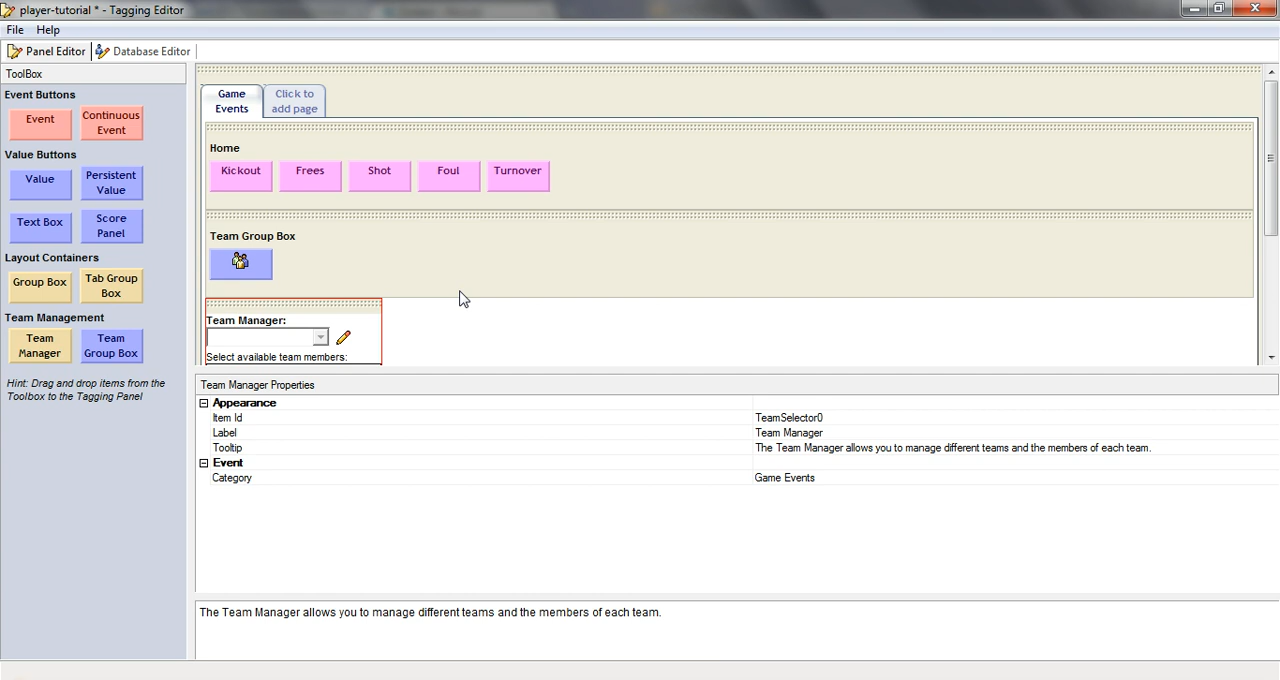 player-tutorial * - Tagging Editor
File Help
Panel Editor Database Editor
ToolBox
Event Buttons
Event
Continuous
Event
Value Buttons
Value
Persistent
Value
Text Box
Score
Panel
Layout Containers
Group Box
Tab Group
Box
Team Management
Team
Manager
Team
Group Box
Hint: Drag and drop items from the
Toolbox to the Tagging Panel
Game
Events
Click to
add page
Home
Kickout Frees Shot Foul Turnover
Team Group Box
Team Manager:
Select available team members:
Team Manager Properties
Appearance
Item Id TeamSelector0
Label Team Manager
Tooltip The Team Manager allows you to manage different teams and the members of each team.
Event
Category Game Events
The Team Manager allows you to manage different teams and the members of each team.